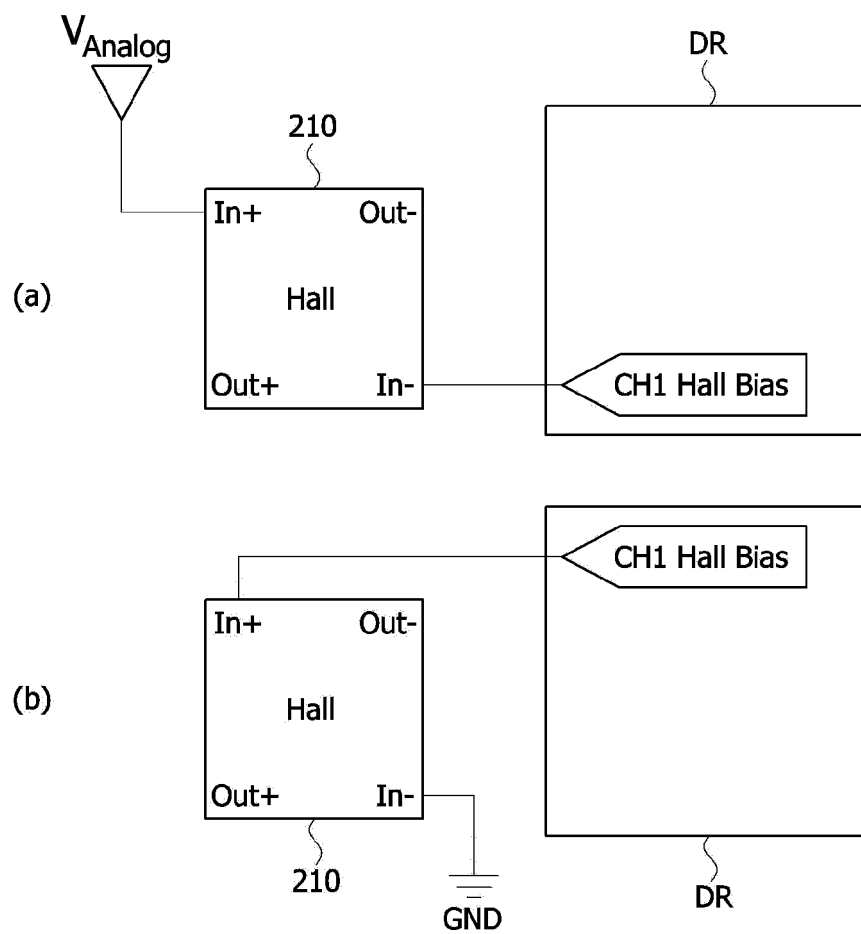 VAnalog
DR
210
In+ Out-
(a)
Hall
Out+ In-
CH1 Hall Bias
CH1 Hall Bias
In+ Out-
(b)
Hall
Out+ In-
210
DR
GND